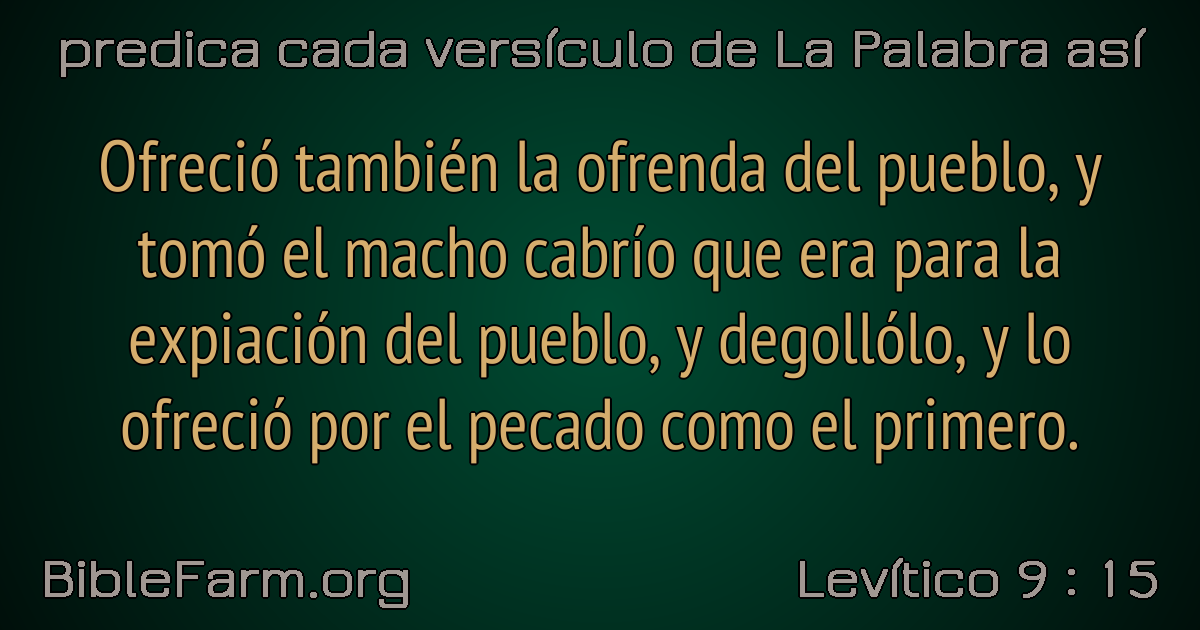 predica cada versículo de La Palabra así
Ofreció también la ofrenda del pueblo, y
tomó el macho cabrío que era para la
expiación del pueblo, y degollólo, y lo
ofreció por el pecado como el primero.
BibleFarm.org
Levítico 9 : 15